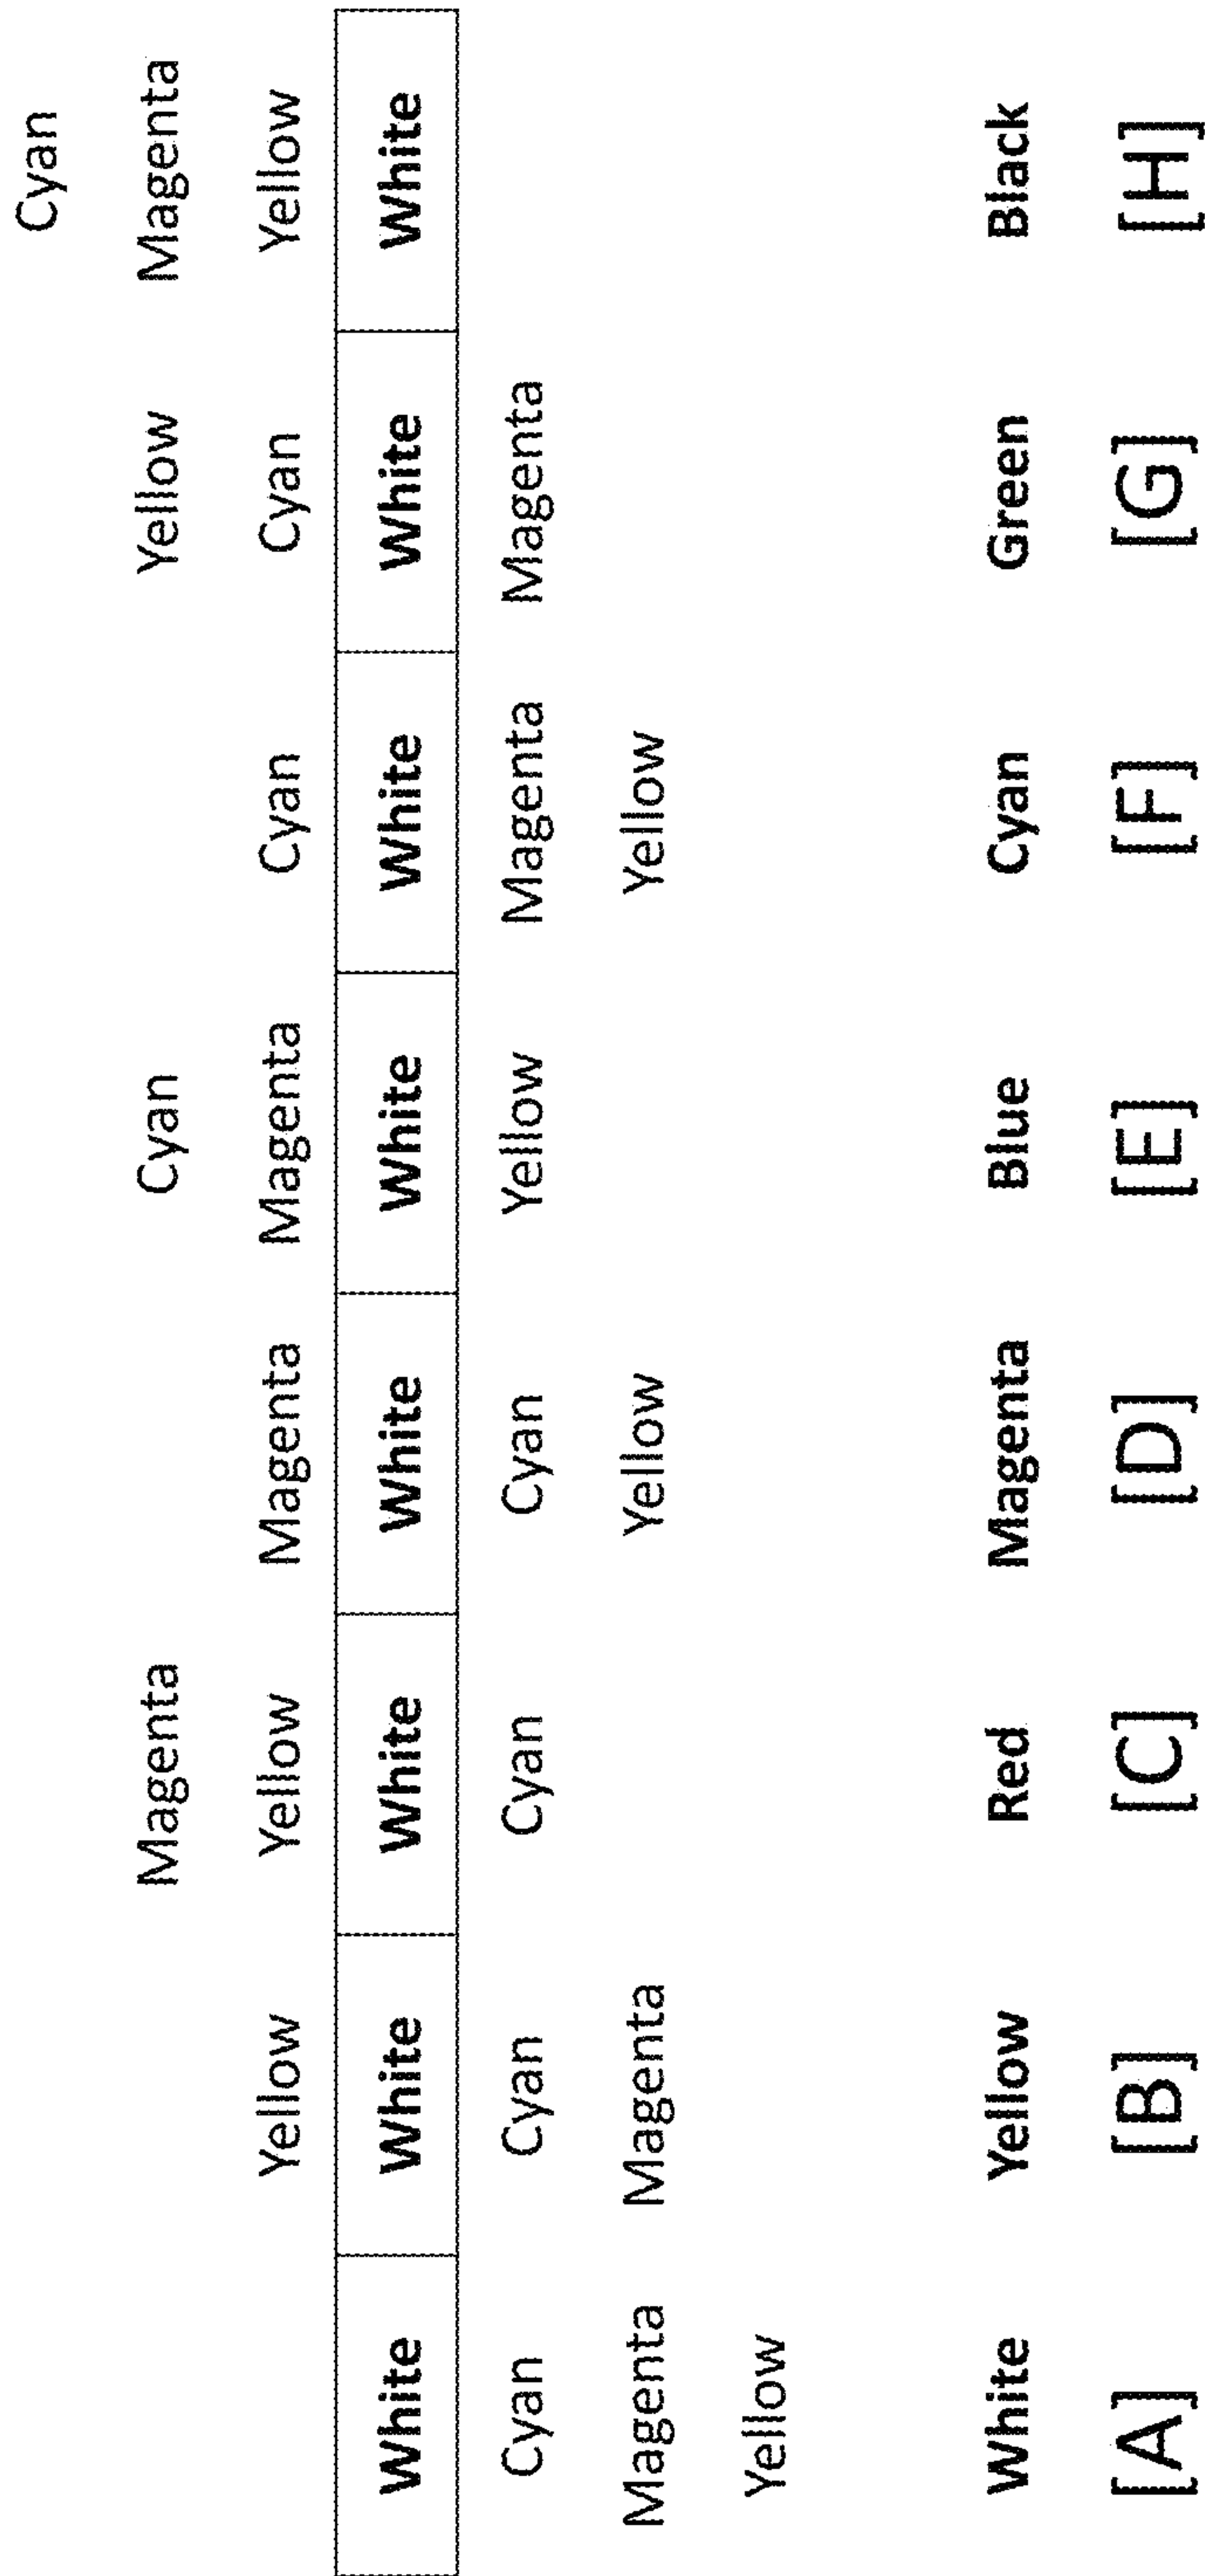 Cyan
Magenta Cyan Yellow Magenta
Yellow Yellow Magenta Magenta Cyan Cyan Yellow
White White White White White White White White
Cyan Cyan Cyan Cyan Yellow Magenta Magenta
Magenta Magenta Yellow Yellow
Yellow
White Yellow Red Magenta Blue Cyan Green Black
[A] [B] [C] [D] [E] [F] [G] [H]